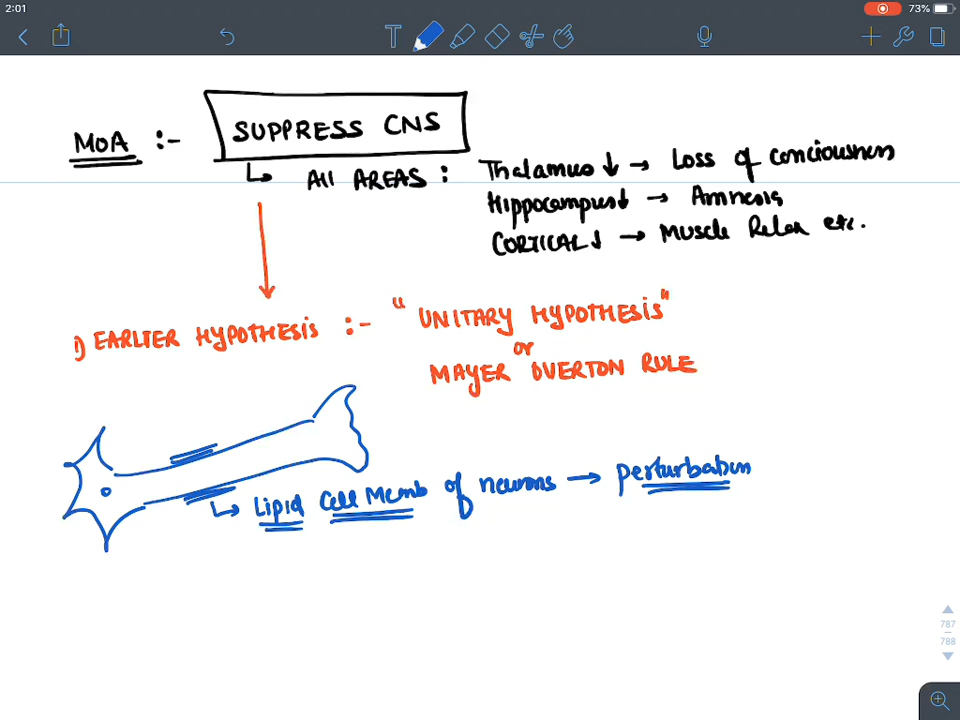 2:01
73%
T
MOA :- SUPPRESS CNS
↳ All AREAS : Thalamus ↓ → Loss of conciousness
Hippocampus↓ → Amnesia
CORTICAL↓ → Muscle Relax etc.
1) EARLIER HYPOTHESIS :- "UNITARY HYPOTHESIS"
or
MAYER OVERTON RULE
↳ Lipid Cell Memb of neurons → perturbation
787
788